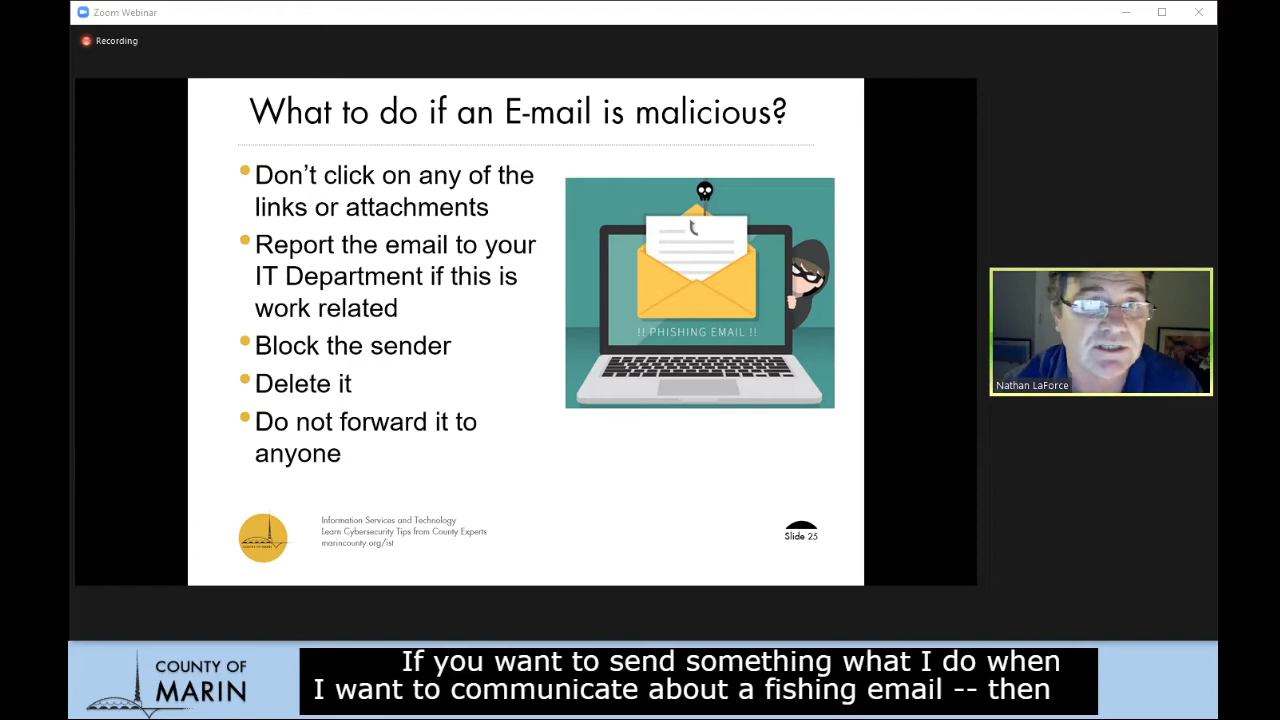 Zoom Webinar
Recording
What to do if an E-mail is malicious?
Don't click on any of the
links or attachments
Report the email to your
IT Department if this is
work related
Block the sender
Delete it
Do not forward it to
anyone
!! PHISHING EMAIL !!
Nathan LaForce
Information Services and Technology
Learn Cybersecurity Tips from County Experts
marincounty.org/ist
Slide 25
COUNTY OF
MARIN
If you want to send something what I do when
I want to communicate about a fishing email -- then